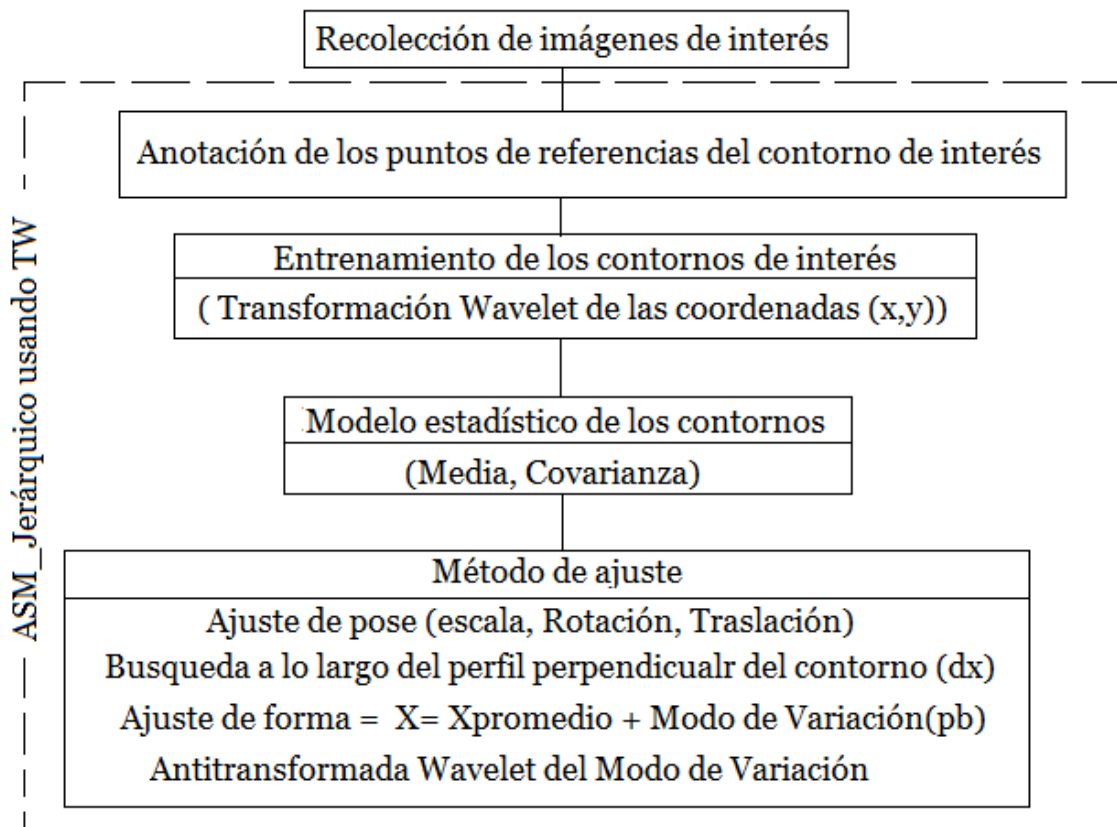 Recolección de imágenes de interés
Anotación de los puntos de referencias del contorno de interés
Entrenamiento de los contornos de interés
( Transformación Wavelet de las coordenadas (x,y))
Modelo estadístico de los contornos
(Media, Covarianza)
Método de ajuste
Ajuste de pose (escala, Rotación, Traslación)
Busqueda a lo largo del perfil perpendicualr del contorno (dx)
Ajuste de forma = X= Xpromedio + Modo de Variación(pb)
Antitransformada Wavelet del Modo de Variación
ASM_Jerárquico usando TW